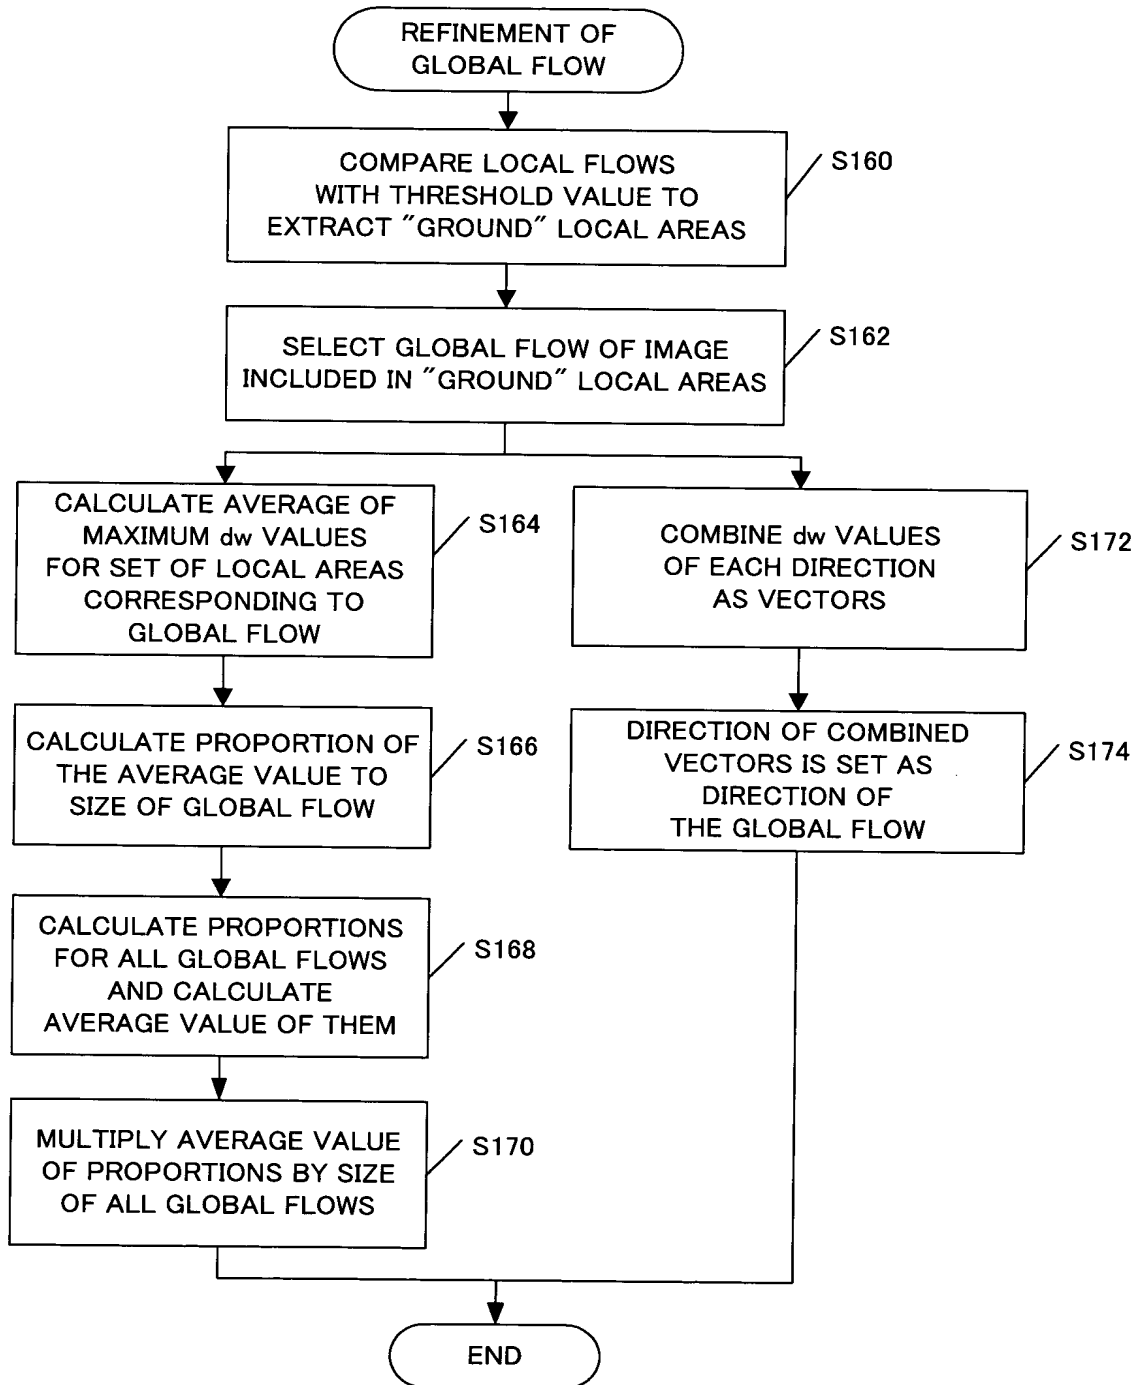 REFINEMENT OF
GLOBAL FLOW
COMPARE LOCAL FLOWS
WITH THRESHOLD VALUE TO
EXTRACT "GROUND" LOCAL AREAS
S160
SELECT GLOBAL FLOW OF IMAGE
INCLUDED IN "GROUND" LOCAL AREAS
S162
CALCULATE AVERAGE OF
MAXIMUM dw VALUES
FOR SET OF LOCAL AREAS
CORRESPONDING TO
GLOBAL FLOW
S164
CALCULATE PROPORTION OF
THE AVERAGE VALUE TO
SIZE OF GLOBAL FLOW
S166
CALCULATE PROPORTIONS
FOR ALL GLOBAL FLOWS
AND CALCULATE
AVERAGE VALUE OF THEM
S168
MULTIPLY AVERAGE VALUE
OF PROPORTIONS BY SIZE
OF ALL GLOBAL FLOWS
S170
COMBINE dw VALUES
OF EACH DIRECTION
AS VECTORS
S172
DIRECTION OF COMBINED
VECTORS IS SET AS
DIRECTION OF
THE GLOBAL FLOW
S174
END